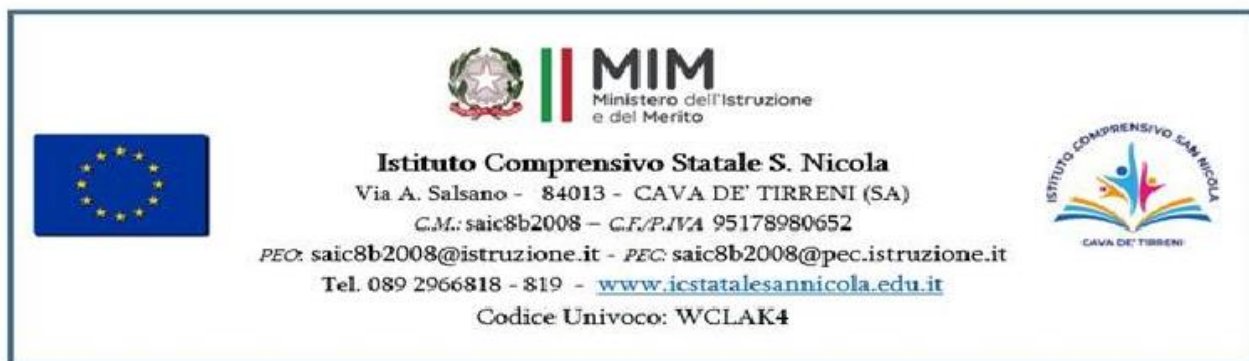 MIM
Ministero dell'Istruzione
e del Merito
Istituto Comprensivo Statale S. Nicola
Via A. Salsano - 84013 - CAVA DE' TIRRENI (SA)
C.M.: saic8b2008 – C.F./P.IVA 95178980652
PEO: saic8b2008@istruzione.it - PEC: saic8b2008@pec.istruzione.it
Tel. 089 2966818 - 819 - www.icstatalesannicola.edu.it
Codice Univoco: WCLAK4
ISTITUTO COMPRENSIVO SAN NICOLA
CAVA DE' TIRRENI